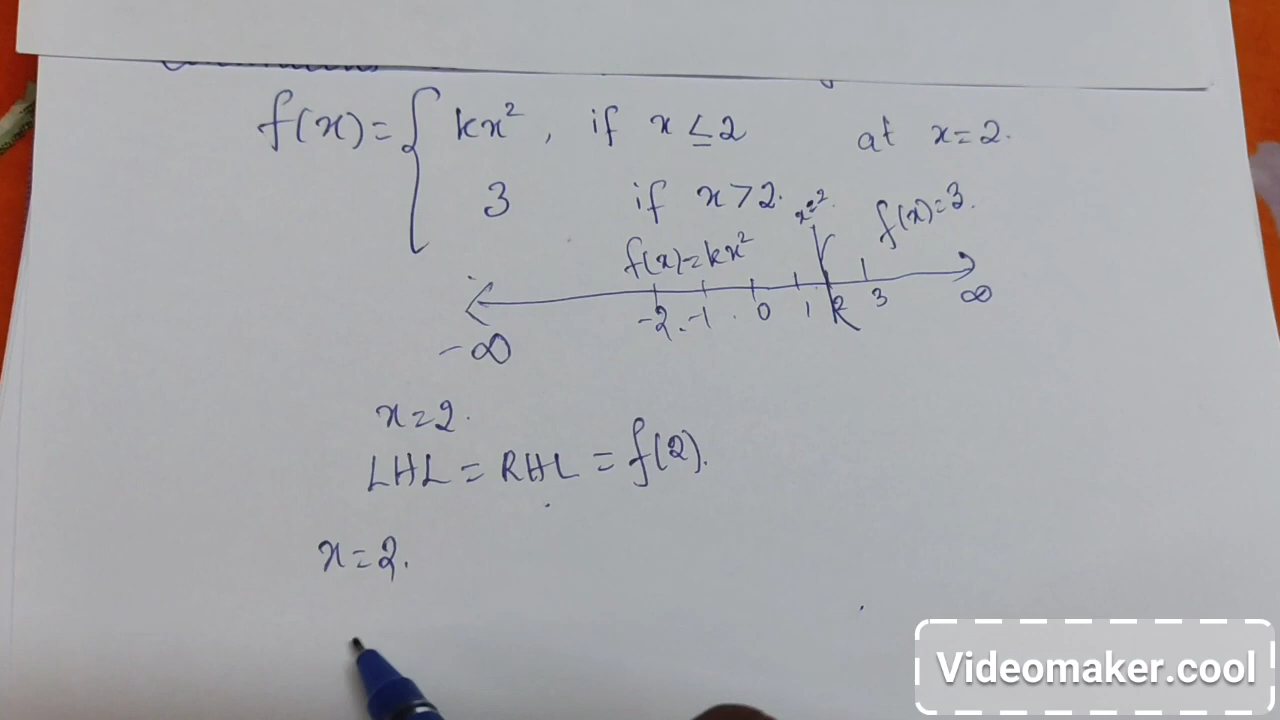 f(x) = { kx², if x ≤ 2 at x = 2.
3 if x > 2.
x=2. f(x)=3.
f(x)=kx²
-2 -1 0 1 2 3
-∞ ∞
x=2.
LHL = RHL = f(2).
x=2.
Videomaker.cool